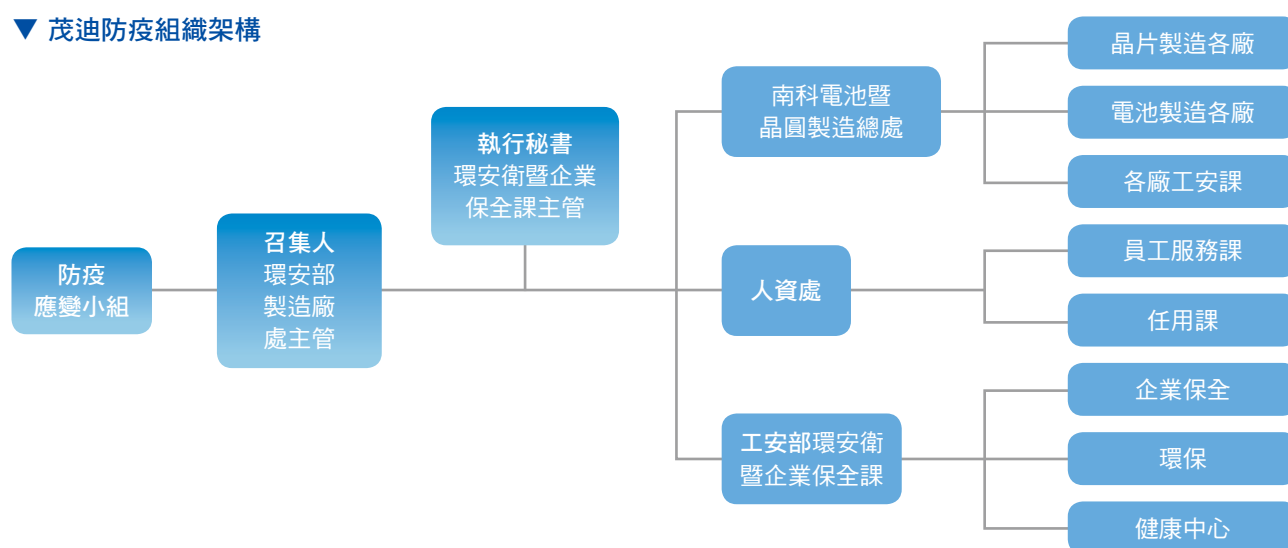 ▼ 茂迪防疫組織架構
防疫
應變小組
召集人
環安部
製造廠
處主管
執行秘書
環安衛暨企業
保全課主管
南科電池暨
晶圓製造總處
晶片製造各廠
電池製造各廠
各廠工安課
人資處
員工服務課
任用課
工安部環安衛
暨企業保全課
企業保全
環保
健康中心